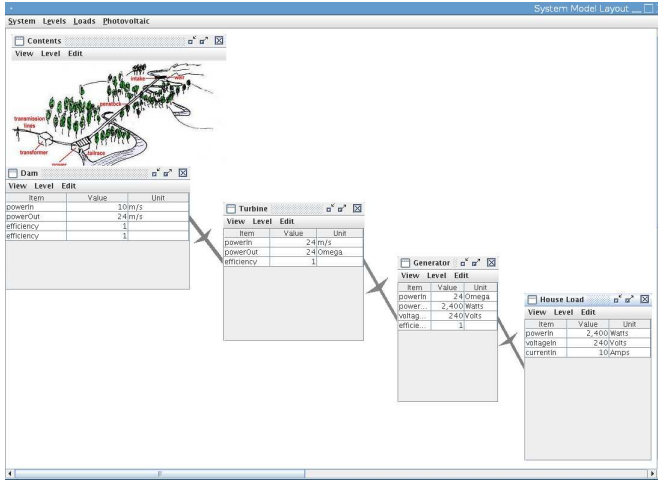 System Model Layout
System Levels Loads Photovoltaic
Contents
View Level Edit
intake
weir
penstock
transmission
lines
transformer
power
tailrace
Dam
View Level Edit
Item Value Unit
powerIn 10 m/s
powerOut 24 m/s
efficiency 1
efficiency 1
Turbine
View Level Edit
Item Value Unit
powerIn 24 m/s
powerOut 24 Omega
efficiency 1
Generator
View Level Edit
Item Value Unit
powerIn 24 Omega
power... 2,400 Watts
voltag... 240 Volts
efficie... 1
House Load
View Level Edit
Item Value Unit
powerIn 2,400 Watts
voltageIn 240 Volts
currentIn 10 Amps